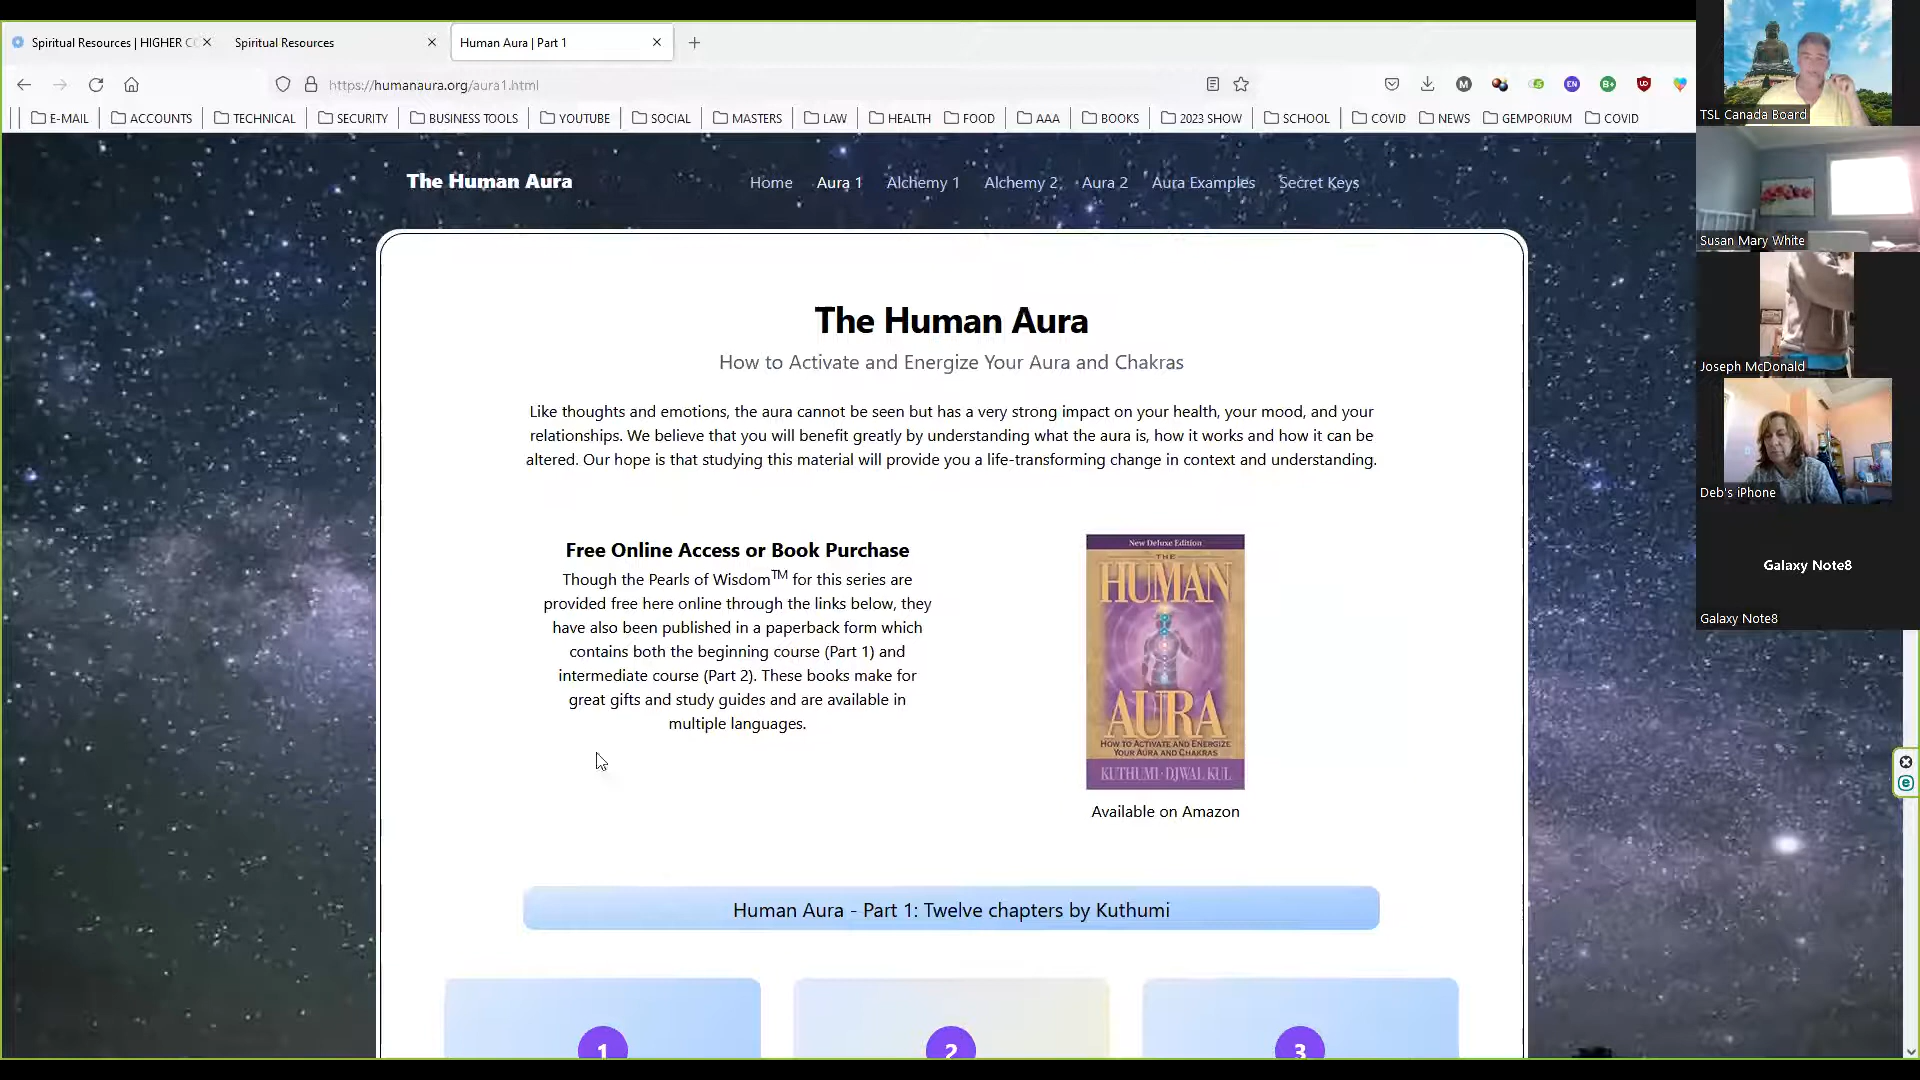 Spiritual Resources | HIGHER C
Spiritual Resources
Human Aura | Part 1
https://humanaura.org/aura1.html
E-MAIL
ACCOUNTS
TECHNICAL
SECURITY
BUSINESS TOOLS
YOUTUBE
SOCIAL
MASTERS
LAW
HEALTH
FOOD
AAA
BOOKS
2023 SHOW
SCHOOL
COVID
NEWS
GEMPORIUM
COVID
The Human Aura
Home
Aura 1
Alchemy 1
Alchemy 2
Aura 2
Aura Examples
Secret Keys
The Human Aura
How to Activate and Energize Your Aura and Chakras
Like thoughts and emotions, the aura cannot be seen but has a very strong impact on your health, your mood, and your
relationships. We believe that you will benefit greatly by understanding what the aura is, how it works and how it can be
altered. Our hope is that studying this material will provide you a life-transforming change in context and understanding.
Free Online Access or Book Purchase
Though the Pearls of Wisdom™ for this series are
provided free here online through the links below, they
have also been published in a paperback form which
contains both the beginning course (Part 1) and
intermediate course (Part 2). These books make for
great gifts and study guides and are available in
multiple languages.
New Deluxe Edition
THE
HUMAN
AURA
HOW TO ACTIVATE AND ENERGIZE
YOUR AURA AND CHAKRAS
KUTHUMI · DJWAL KUL
Available on Amazon
Human Aura - Part 1: Twelve chapters by Kuthumi
1
2
3
TSL Canada Board
Susan Mary White
Joseph McDonald
Deb's iPhone
Galaxy Note8
Galaxy Note8